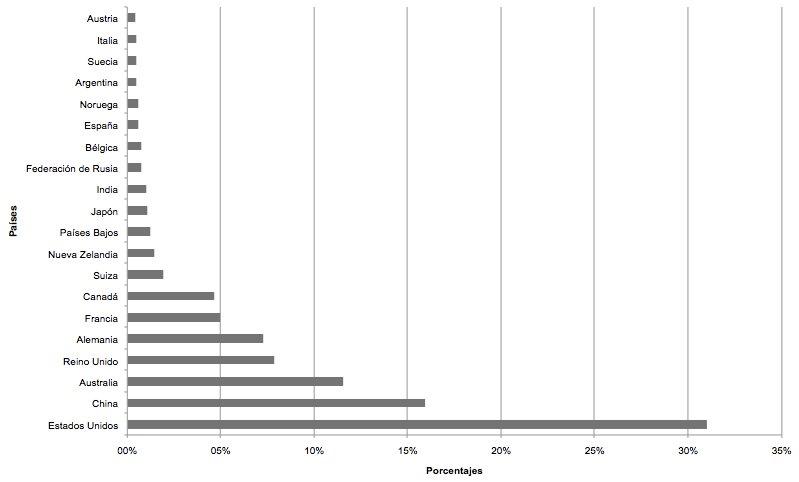 Austria
Italia
Suecia
Argentina
Noruega
España
Bélgica
Federación de Rusia
India
Japón
Países Bajos
Nueva Zelandia
Suiza
Canadá
Francia
Alemania
Reino Unido
Australia
China
Estados Unidos
Países
00% 05% 10% 15% 20% 25% 30% 35%
Porcentajes